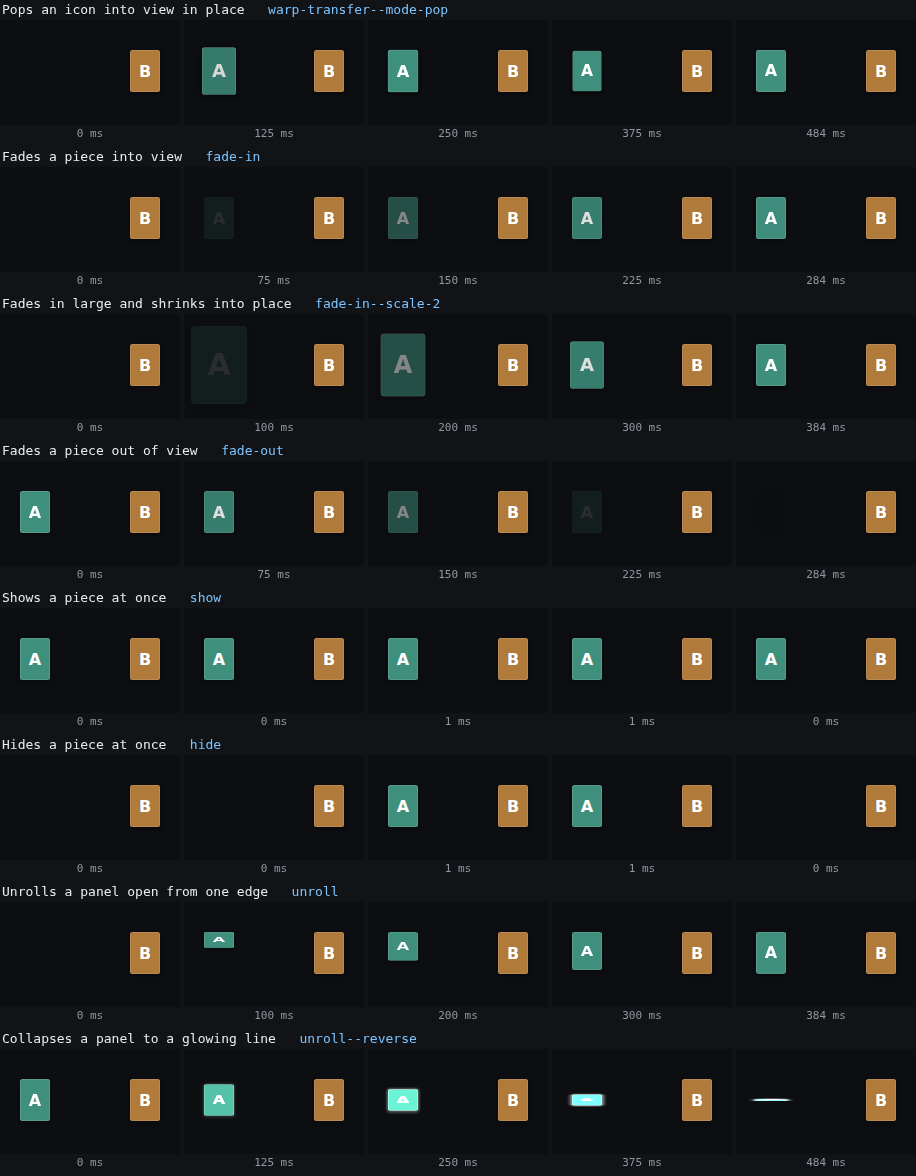 Pops an icon into view in place warp-transfer--mode-pop
B A B A B A B A B
0 ms 125 ms 250 ms 375 ms 484 ms
Fades a piece into view fade-in
B A B A B A B A B
0 ms 75 ms 150 ms 225 ms 284 ms
Fades in large and shrinks into place fade-in--scale-2
B A B A B A B A B
0 ms 100 ms 200 ms 300 ms 384 ms
Fades a piece out of view fade-out
A B A B A B A B B
0 ms 75 ms 150 ms 225 ms 284 ms
Shows a piece at once show
A B A B A B A B A B
0 ms 0 ms 1 ms 1 ms 0 ms
Hides a piece at once hide
B B A B A B B
0 ms 0 ms 1 ms 1 ms 0 ms
Unrolls a panel open from one edge unroll
B A B A B A B A B
0 ms 100 ms 200 ms 300 ms 384 ms
Collapses a panel to a glowing line unroll--reverse
A B A B A B A B B
0 ms 125 ms 250 ms 375 ms 484 ms